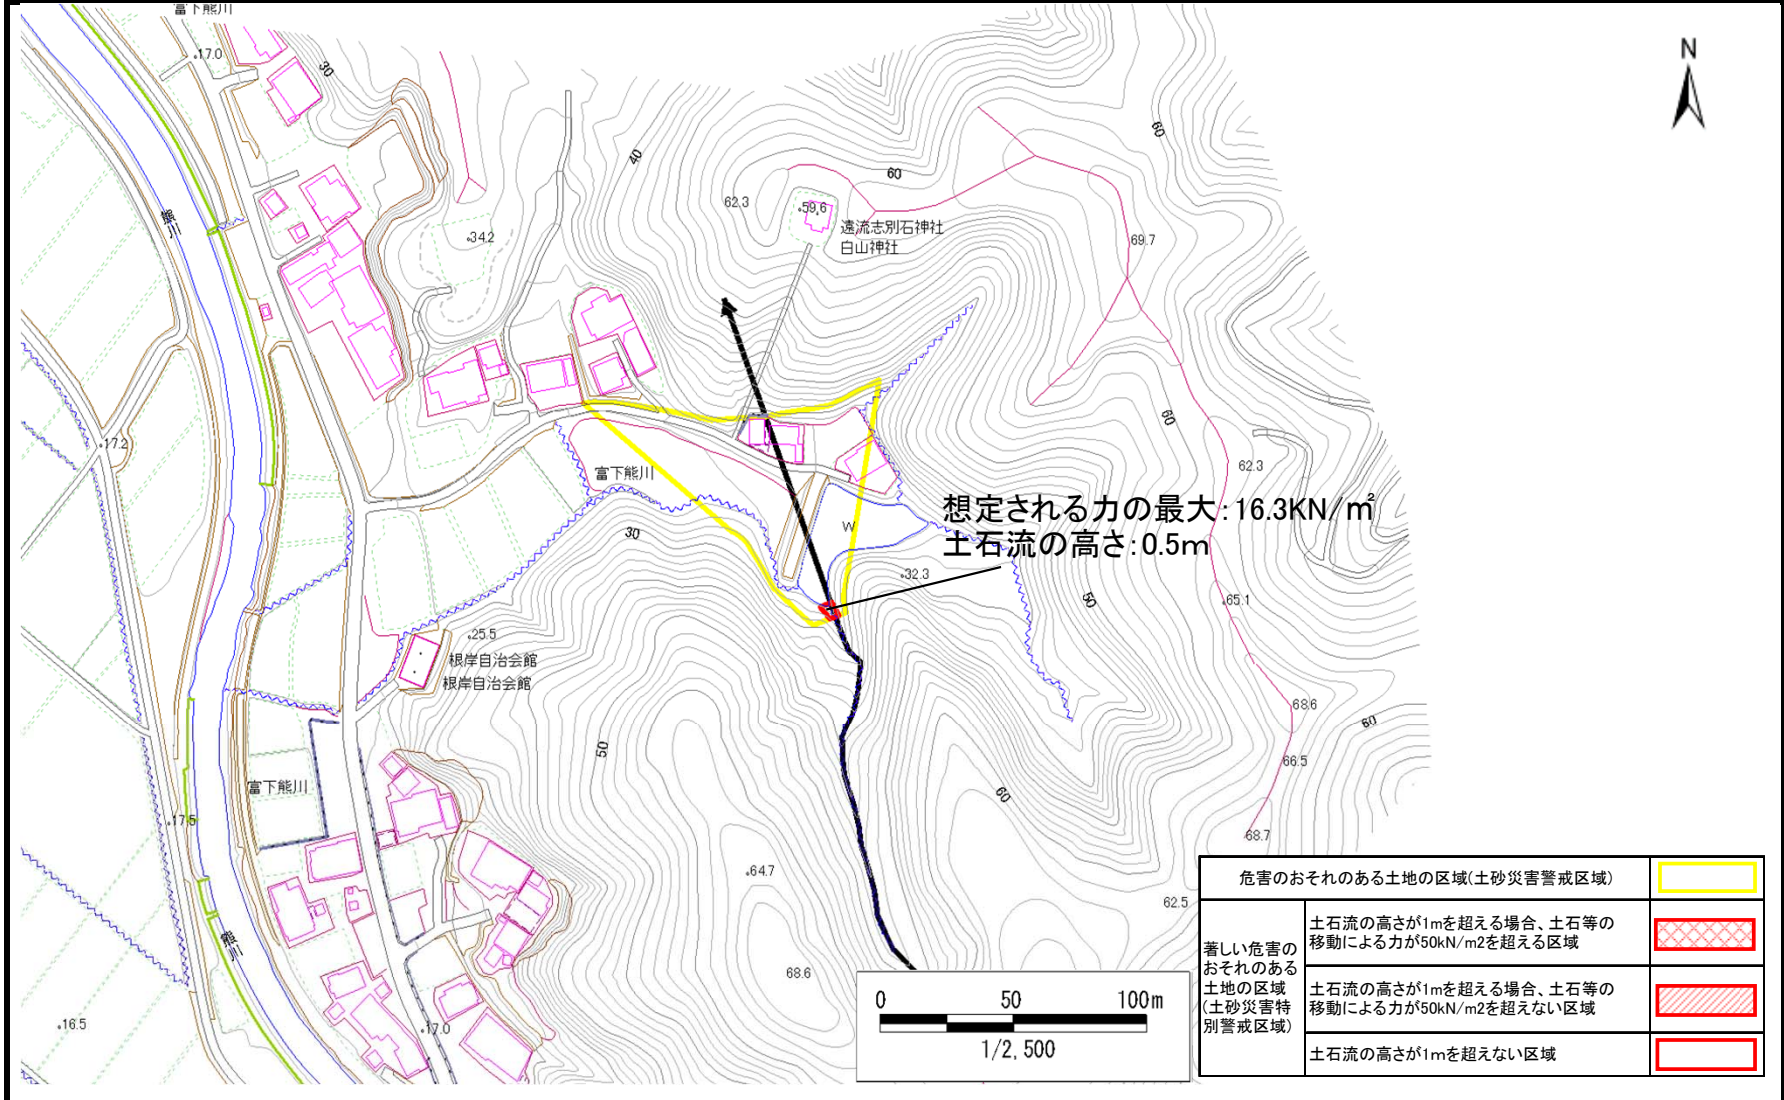 富下熊川
17.0
30
N
60
40
60
62.3
59.6
遠流志別石神社
白山神社
熊川
34.2
69.7
17.2
60
62.3
富下熊川
想定される力の最大:16.3KN/㎡
土石流の高さ:0.5m
W
30
32.3
50
65.1
25.5
根岸自治会館
根岸自治会館
68.6
60
50
66.5
富下熊川
60
17.5
68.7
64.7
62.5
熊川
68.6
16.5
17.0
0 50 100m
1/2,500
危害のおそれのある土地の区域(土砂災害警戒区域)
著しい危害の
おそれのある
土地の区域
(土砂災害特
別警戒区域)
土石流の高さが1mを超える場合、土石等の
移動による力が50kN/m2を超える区域
土石流の高さが1mを超える場合、土石等の
移動による力が50kN/m2を超えない区域
土石流の高さが1mを超えない区域